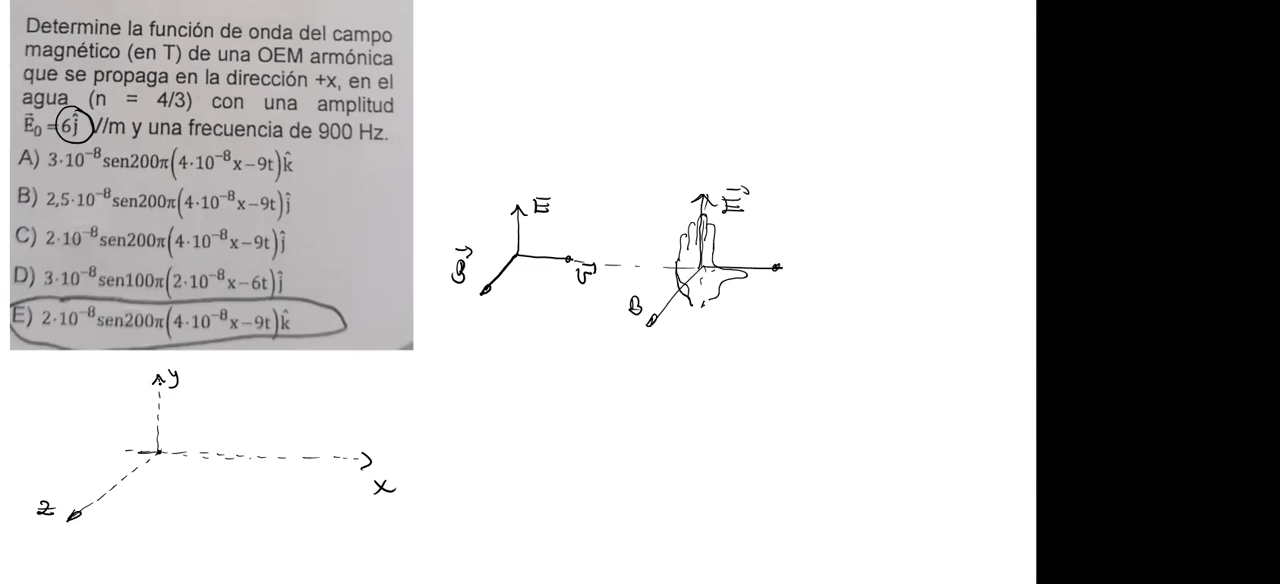 Determine la función de onda del campo
magnético (en T) de una OEM armónica
que se propaga en la dirección +x, en el
agua (n = 4/3) con una amplitud
E⃗₀ = 6ĵ V/m y una frecuencia de 900 Hz.
A) 3·10⁻⁸sen200π(4·10⁻⁸x−9t)k̂
B) 2,5·10⁻⁸sen200π(4·10⁻⁸x−9t)ĵ
C) 2·10⁻⁸sen200π(4·10⁻⁸x−9t)ĵ
D) 3·10⁻⁸sen100π(2·10⁻⁸x−6t)ĵ
E) 2·10⁻⁸sen200π(4·10⁻⁸x−9t)k̂
E
B⃗
v⃗
E⃗
B
y
x
z